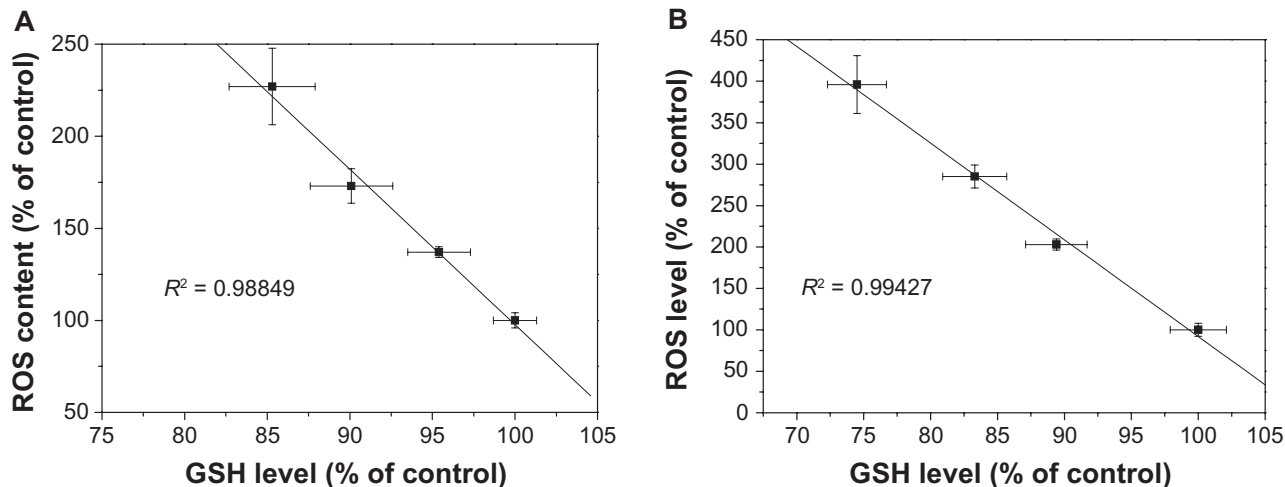 A
ROS content (% of control)
250
200
150
100
50
R² = 0.98849
75 80 85 90 95 100 105
GSH level (% of control)
B
ROS level (% of control)
450
400
350
300
250
200
150
100
50
0
R² = 0.99427
70 75 80 85 90 95 100 105
GSH level (% of control)